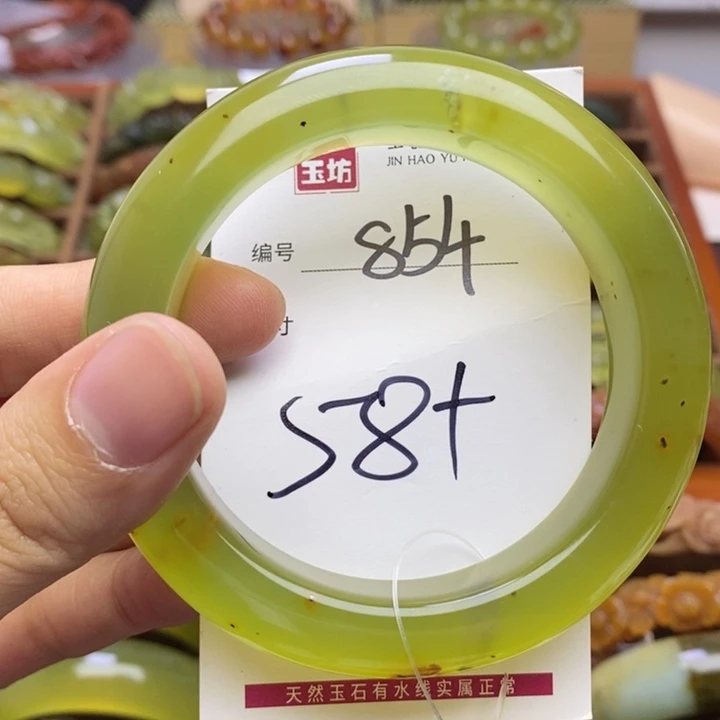 玉坊
JIN HAO YU
编号 854
寸
58+
天然玉石有水线实属正常